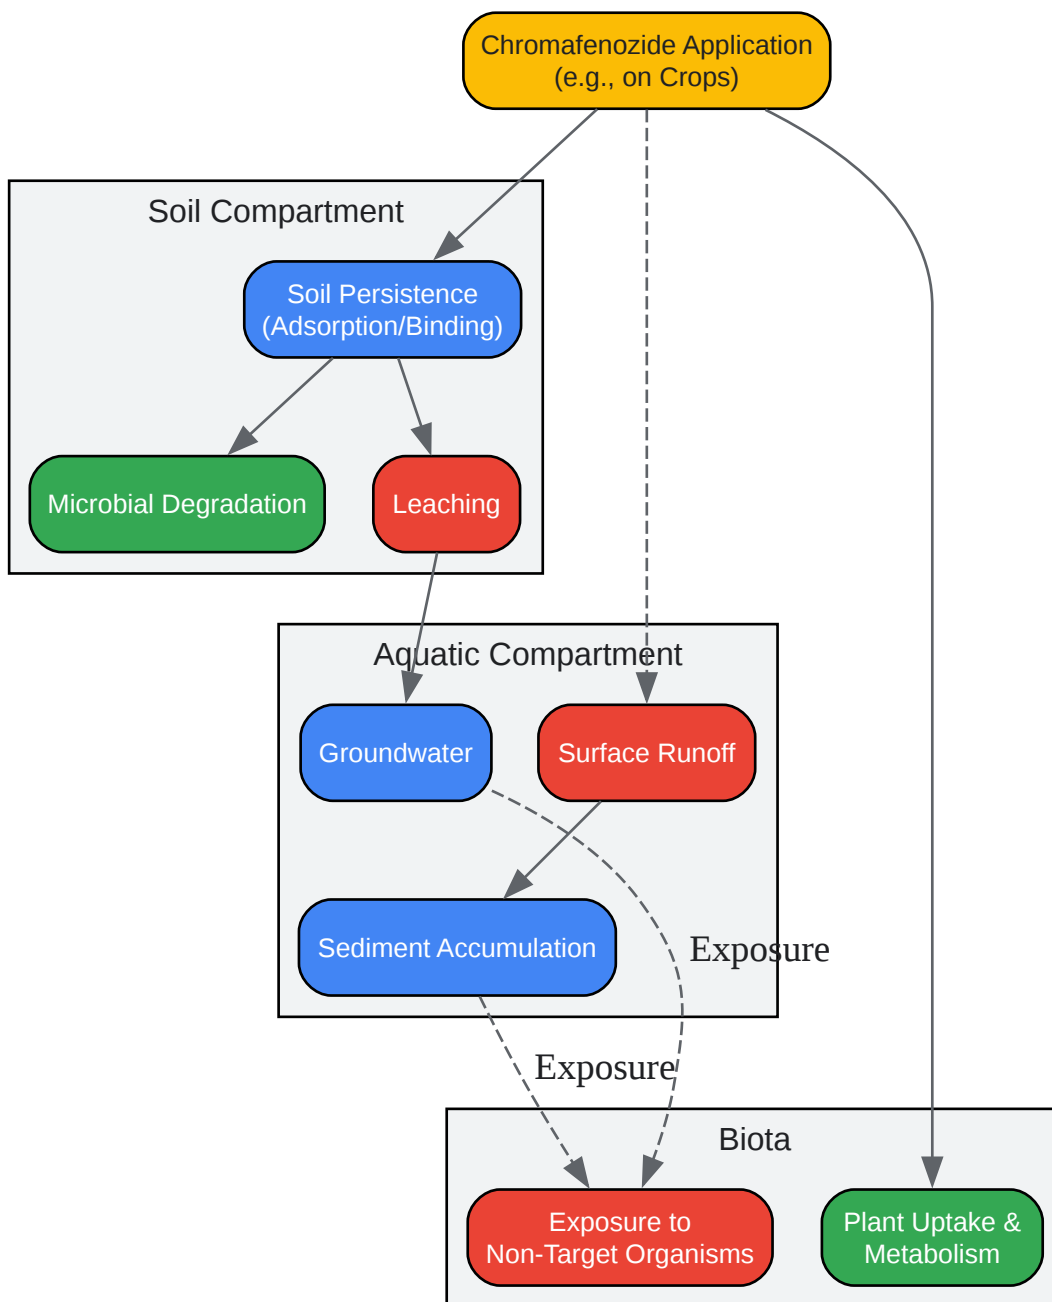 Chromafenozide Application
(e.g., on Crops)
Soil Compartment
Soil Persistence
(Adsorption/Binding)
Microbial Degradation
Leaching
Aquatic Compartment
Groundwater
Surface Runoff
Sediment Accumulation
Exposure
Exposure
Biota
Exposure to
Non-Target Organisms
Plant Uptake &
Metabolism